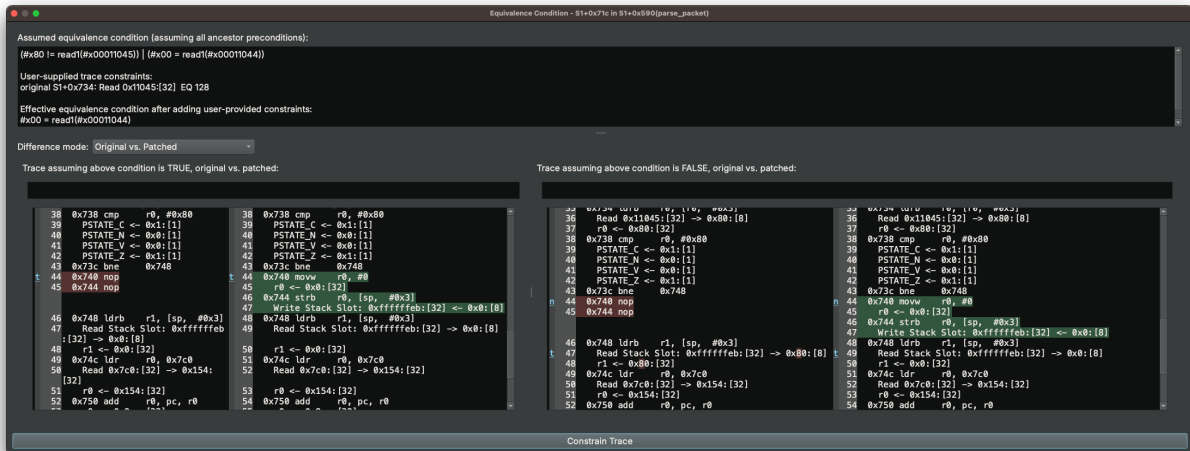 Equivalence Condition - S1+0x71c in S1+0x590(parse_packet)
Assumed equivalence condition (assuming all ancestor preconditions):
(#x80 != read1(#x00011045)) | (#x00 = read1(#x00011044))
User-supplied trace constraints:
original S1+0x734: Read 0x11045:[32] EQ 128
Effective equivalence condition after adding user-provided constraints:
#x00 = read1(#x00011044)
Difference mode: Original vs. Patched
Trace assuming above condition is TRUE, original vs. patched:
38 0x738 cmp r0, #0x80
39 PSTATE_C <- 0x1:[1]
40 PSTATE_N <- 0x0:[1]
41 PSTATE_V <- 0x0:[1]
42 PSTATE_Z <- 0x1:[1]
43 0x73c bne 0x748
t 44 0x740 nop
45 0x744 nop
46 0x748 ldrb r1, [sp, #0x3]
47 Read Stack Slot: 0xffffffeb
:[32] -> 0x0:[8]
48 r1 <- 0x0:[32]
49 0x74c ldr r0, 0x7c0
50 Read 0x7c0:[32] -> 0x154:
[32]
51 r0 <- 0x154:[32]
52 0x750 add r0, pc, r0
38 0x738 cmp r0, #0x80
39 PSTATE_C <- 0x1:[1]
40 PSTATE_N <- 0x0:[1]
41 PSTATE_V <- 0x0:[1]
42 PSTATE_Z <- 0x1:[1]
43 0x73c bne 0x748
t 44 0x740 movw r0, #0
45 r0 <- 0x0:[32]
46 0x744 strb r0, [sp, #0x3]
47 Write Stack Slot: 0xffffffeb:[32] <- 0x0:[8]
48 0x748 ldrb r1, [sp, #0x3]
49 Read Stack Slot: 0xffffffeb:[32] -> 0x0:[8]
50 r1 <- 0x0:[32]
51 0x74c ldr r0, 0x7c0
52 Read 0x7c0:[32] -> 0x154:[32]
53 r0 <- 0x154:[32]
54 0x750 add r0, pc, r0
Trace assuming above condition is FALSE, original vs. patched:
36 Read 0x11045:[32] -> 0x80:[8]
37 r0 <- 0x80:[32]
38 0x738 cmp r0, #0x80
39 PSTATE_C <- 0x1:[1]
40 PSTATE_N <- 0x0:[1]
41 PSTATE_V <- 0x0:[1]
42 PSTATE_Z <- 0x1:[1]
43 0x73c bne 0x748
n 44 0x740 nop
45 0x744 nop
46 0x748 ldrb r1, [sp, #0x3]
t 47 Read Stack Slot: 0xffffffeb:[32] -> 0x80:[8]
48 r1 <- 0x80:[32]
49 0x74c ldr r0, 0x7c0
50 Read 0x7c0:[32] -> 0x154:[32]
51 r0 <- 0x154:[32]
52 0x750 add r0, pc, r0
36 Read 0x11045:[32] -> 0x80:[8]
37 r0 <- 0x80:[32]
38 0x738 cmp r0, #0x80
39 PSTATE_C <- 0x1:[1]
40 PSTATE_N <- 0x0:[1]
41 PSTATE_V <- 0x0:[1]
42 PSTATE_Z <- 0x1:[1]
43 0x73c bne 0x748
n 44 0x740 movw r0, #0
45 r0 <- 0x0:[32]
46 0x744 strb r0, [sp, #0x3]
47 Write Stack Slot: 0xffffffeb:[32] <- 0x0:[8]
48 0x748 ldrb r1, [sp, #0x3]
t 49 Read Stack Slot: 0xffffffeb:[32] -> 0x0:[8]
50 r1 <- 0x0:[32]
51 0x74c ldr r0, 0x7c0
52 Read 0x7c0:[32] -> 0x154:[32]
53 r0 <- 0x154:[32]
54 0x750 add r0, pc, r0
Constrain Trace